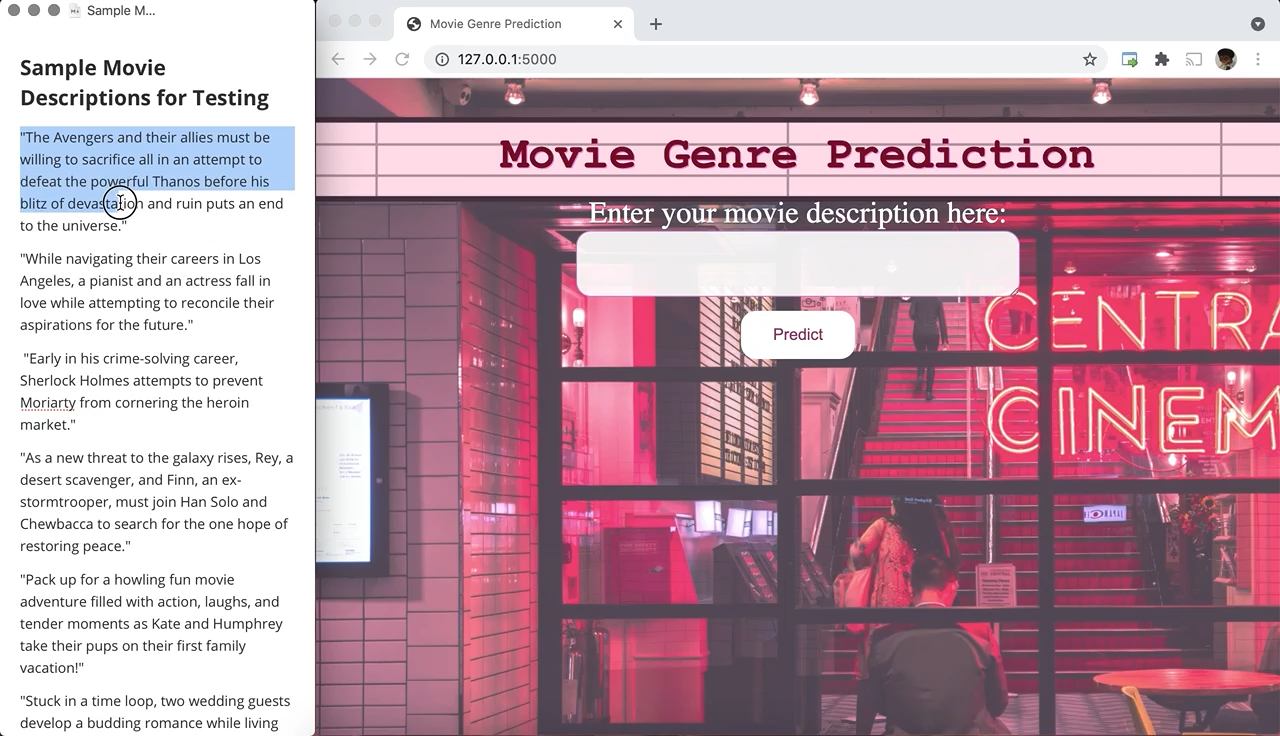 Sample M...
Sample Movie
Descriptions for Testing
"The Avengers and their allies must be
willing to sacrifice all in an attempt to
defeat the powerful Thanos before his
blitz of devastation and ruin puts an end
to the universe."
"While navigating their careers in Los
Angeles, a pianist and an actress fall in
love while attempting to reconcile their
aspirations for the future."
"Early in his crime-solving career,
Sherlock Holmes attempts to prevent
Moriarty from cornering the heroin
market."
"As a new threat to the galaxy rises, Rey, a
desert scavenger, and Finn, an ex-
stormtrooper, must join Han Solo and
Chewbacca to search for the one hope of
restoring peace."
"Pack up for a howling fun movie
adventure filled with action, laughs, and
tender moments as Kate and Humphrey
take their pups on their first family
vacation!"
"Stuck in a time loop, two wedding guests
develop a budding romance while living
Movie Genre Prediction
127.0.0.1:5000
Movie Genre Prediction
Enter your movie description here:
Predict
CENTRA
CINEM